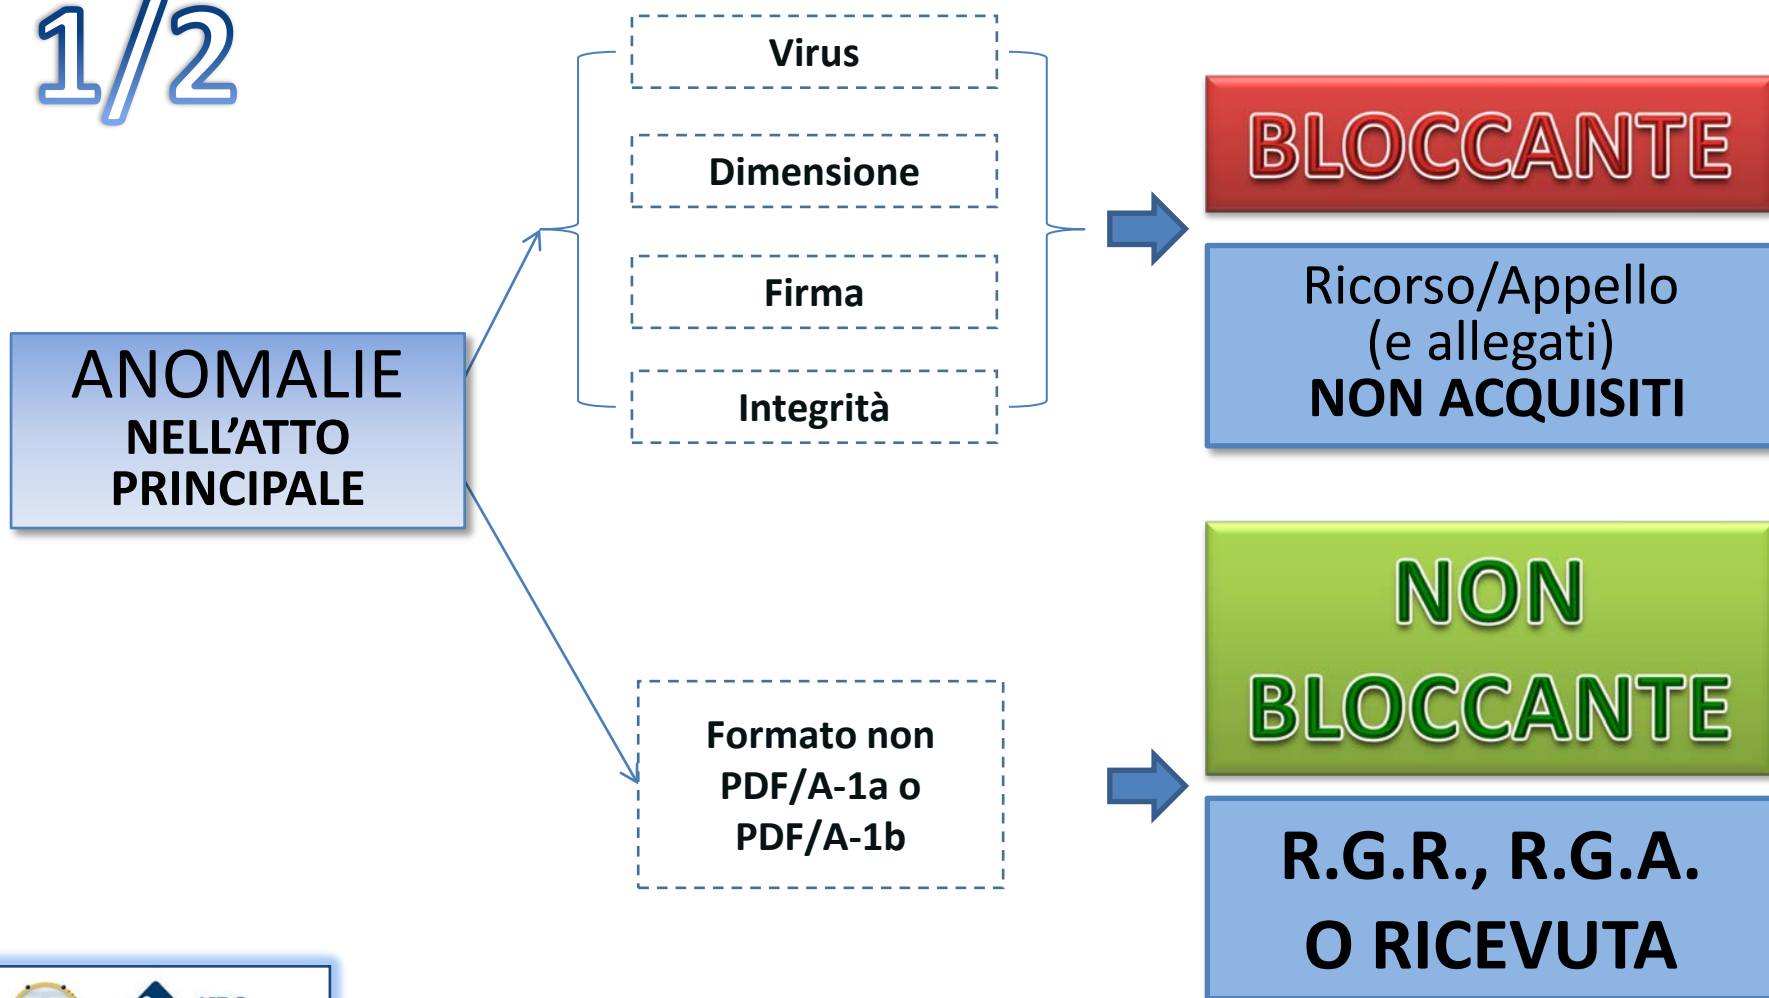 1/2
ANOMALIE
NELL’ATTO
PRINCIPALE
Virus
Dimensione
Firma
Integrità
BLOCCANTE
Ricorso/Appello
(e allegati)
NON ACQUISITI
Formato non
PDF/A-1a o
PDF/A-1b
NON
BLOCCANTE
R.G.R., R.G.A.
O RICEVUTA